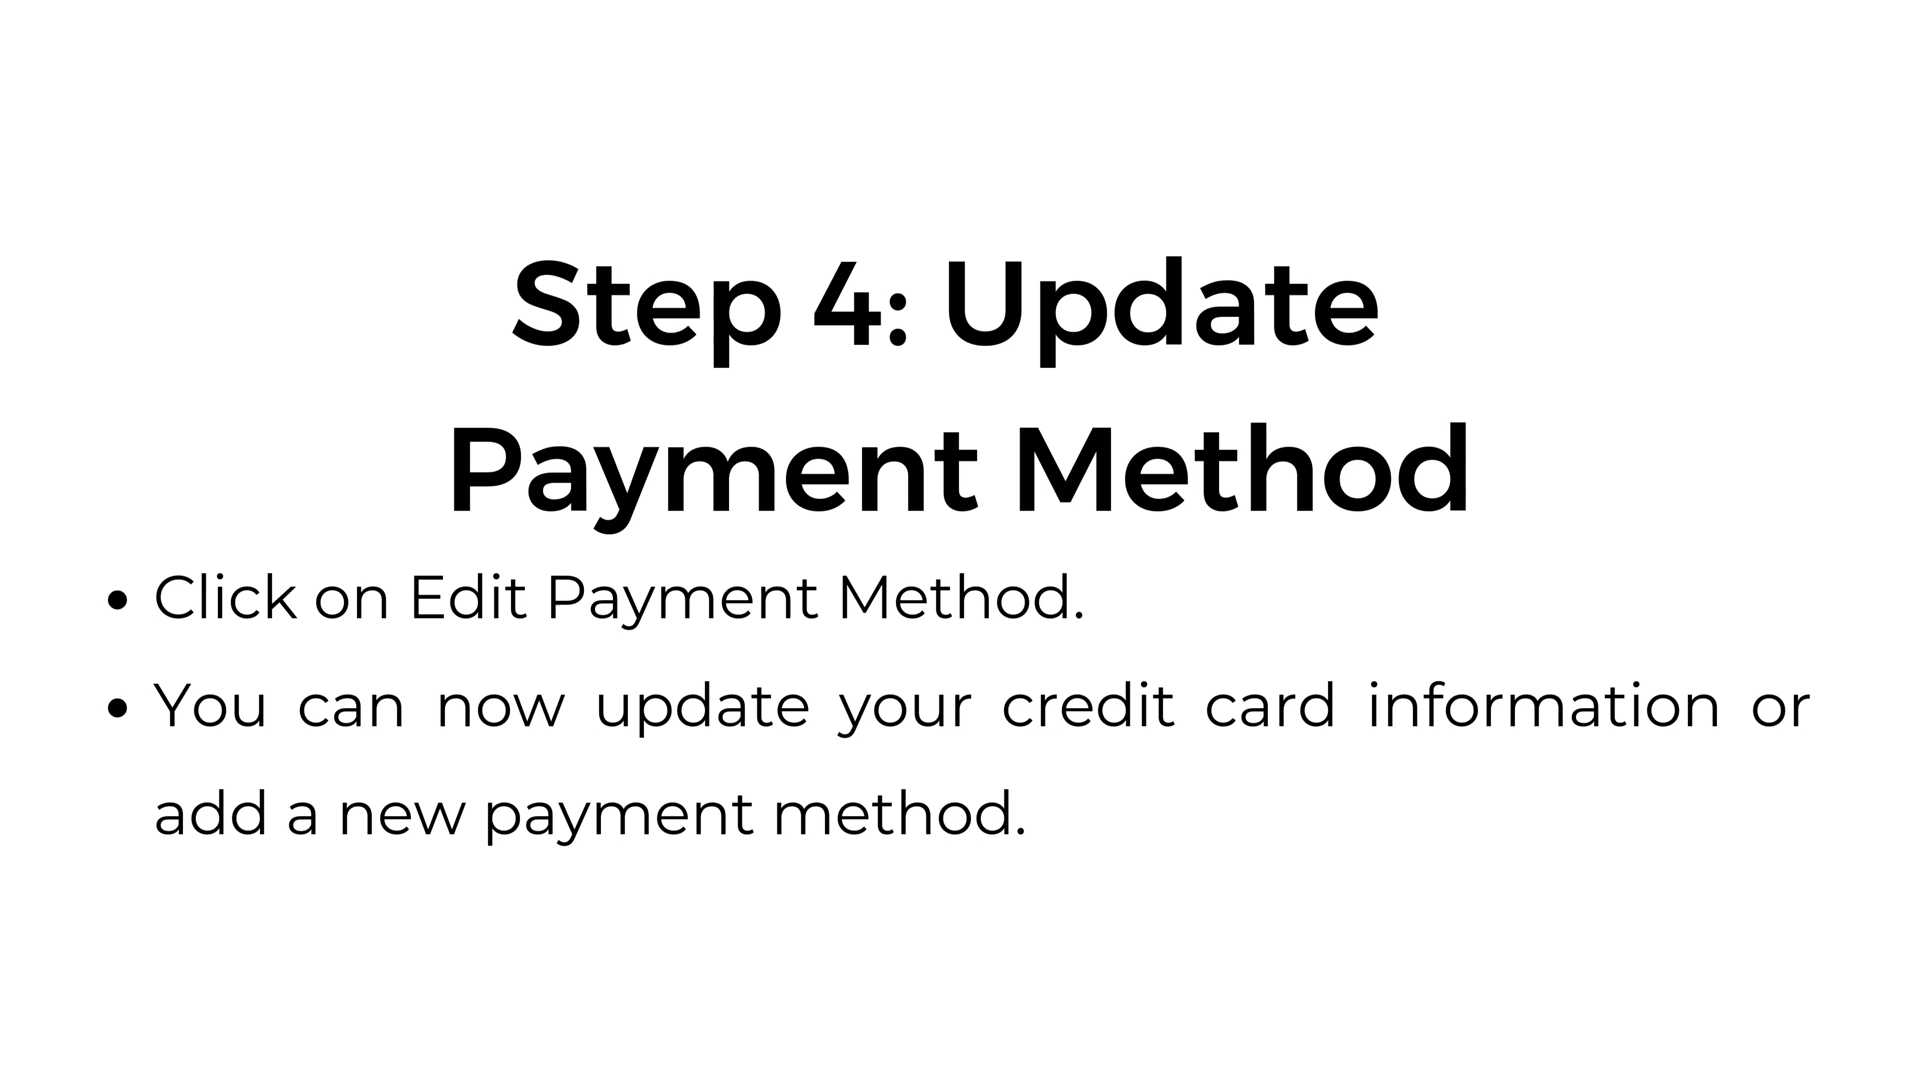 Step 4: Update
Payment Method
• Click on Edit Payment Method.
• You can now update your credit card information or
add a new payment method.